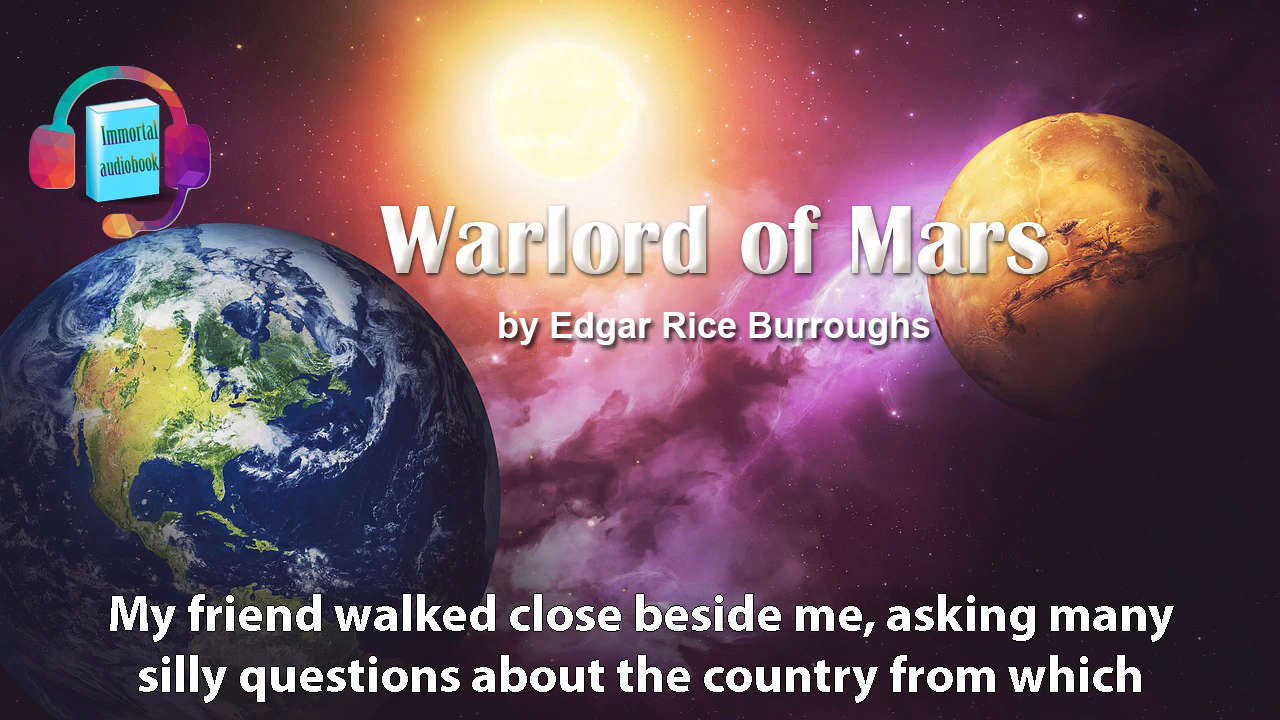 Immortal
audiobook
Warlord of Mars
by Edgar Rice Burroughs
My friend walked close beside me, asking many
silly questions about the country from which